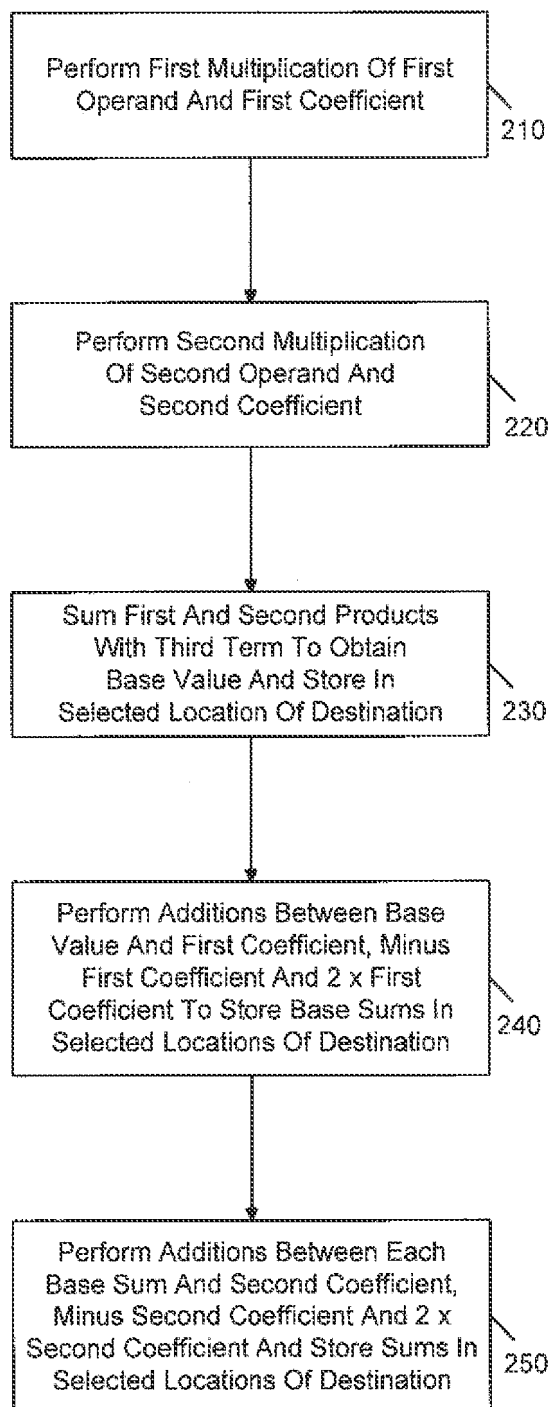 Perform First Multiplication Of First
Operand And First Coefficient
210
Perform Second Multiplication
Of Second Operand And
Second Coefficient
220
Sum First And Second Products
With Third Term To Obtain
Base Value And Store In
Selected Location Of Destination
230
Perform Additions Between Base
Value And First Coefficient, Minus
First Coefficient And 2 x First
Coefficient To Store Base Sums In
Selected Locations Of Destination
240
Perform Additions Between Each
Base Sum And Second Coefficient,
Minus Second Coefficient And 2 x
Second Coefficient And Store Sums In
Selected Locations Of Destination
250